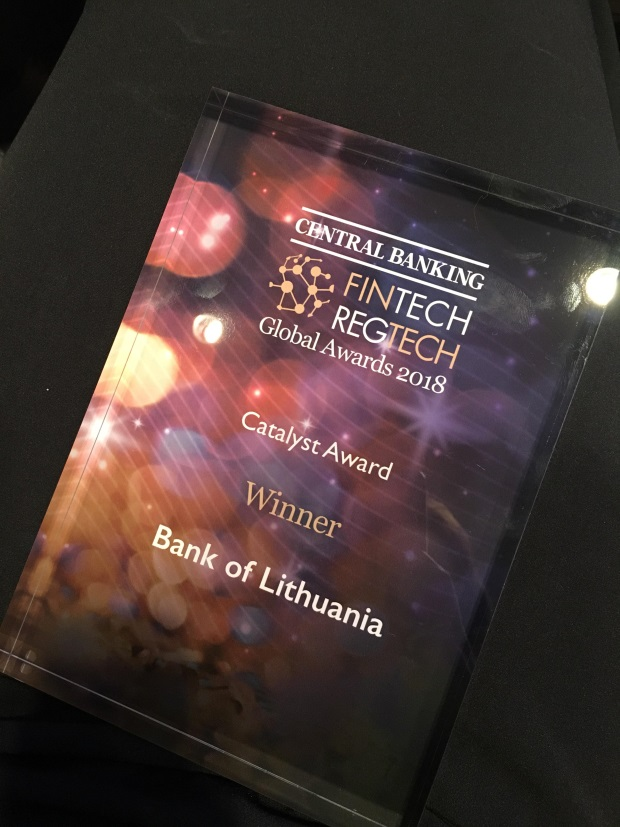 CENTRAL BANKING
FINTECH
REGTECH
Global Awards 2018
Catalyst Award
Winner
Bank of Lithuania